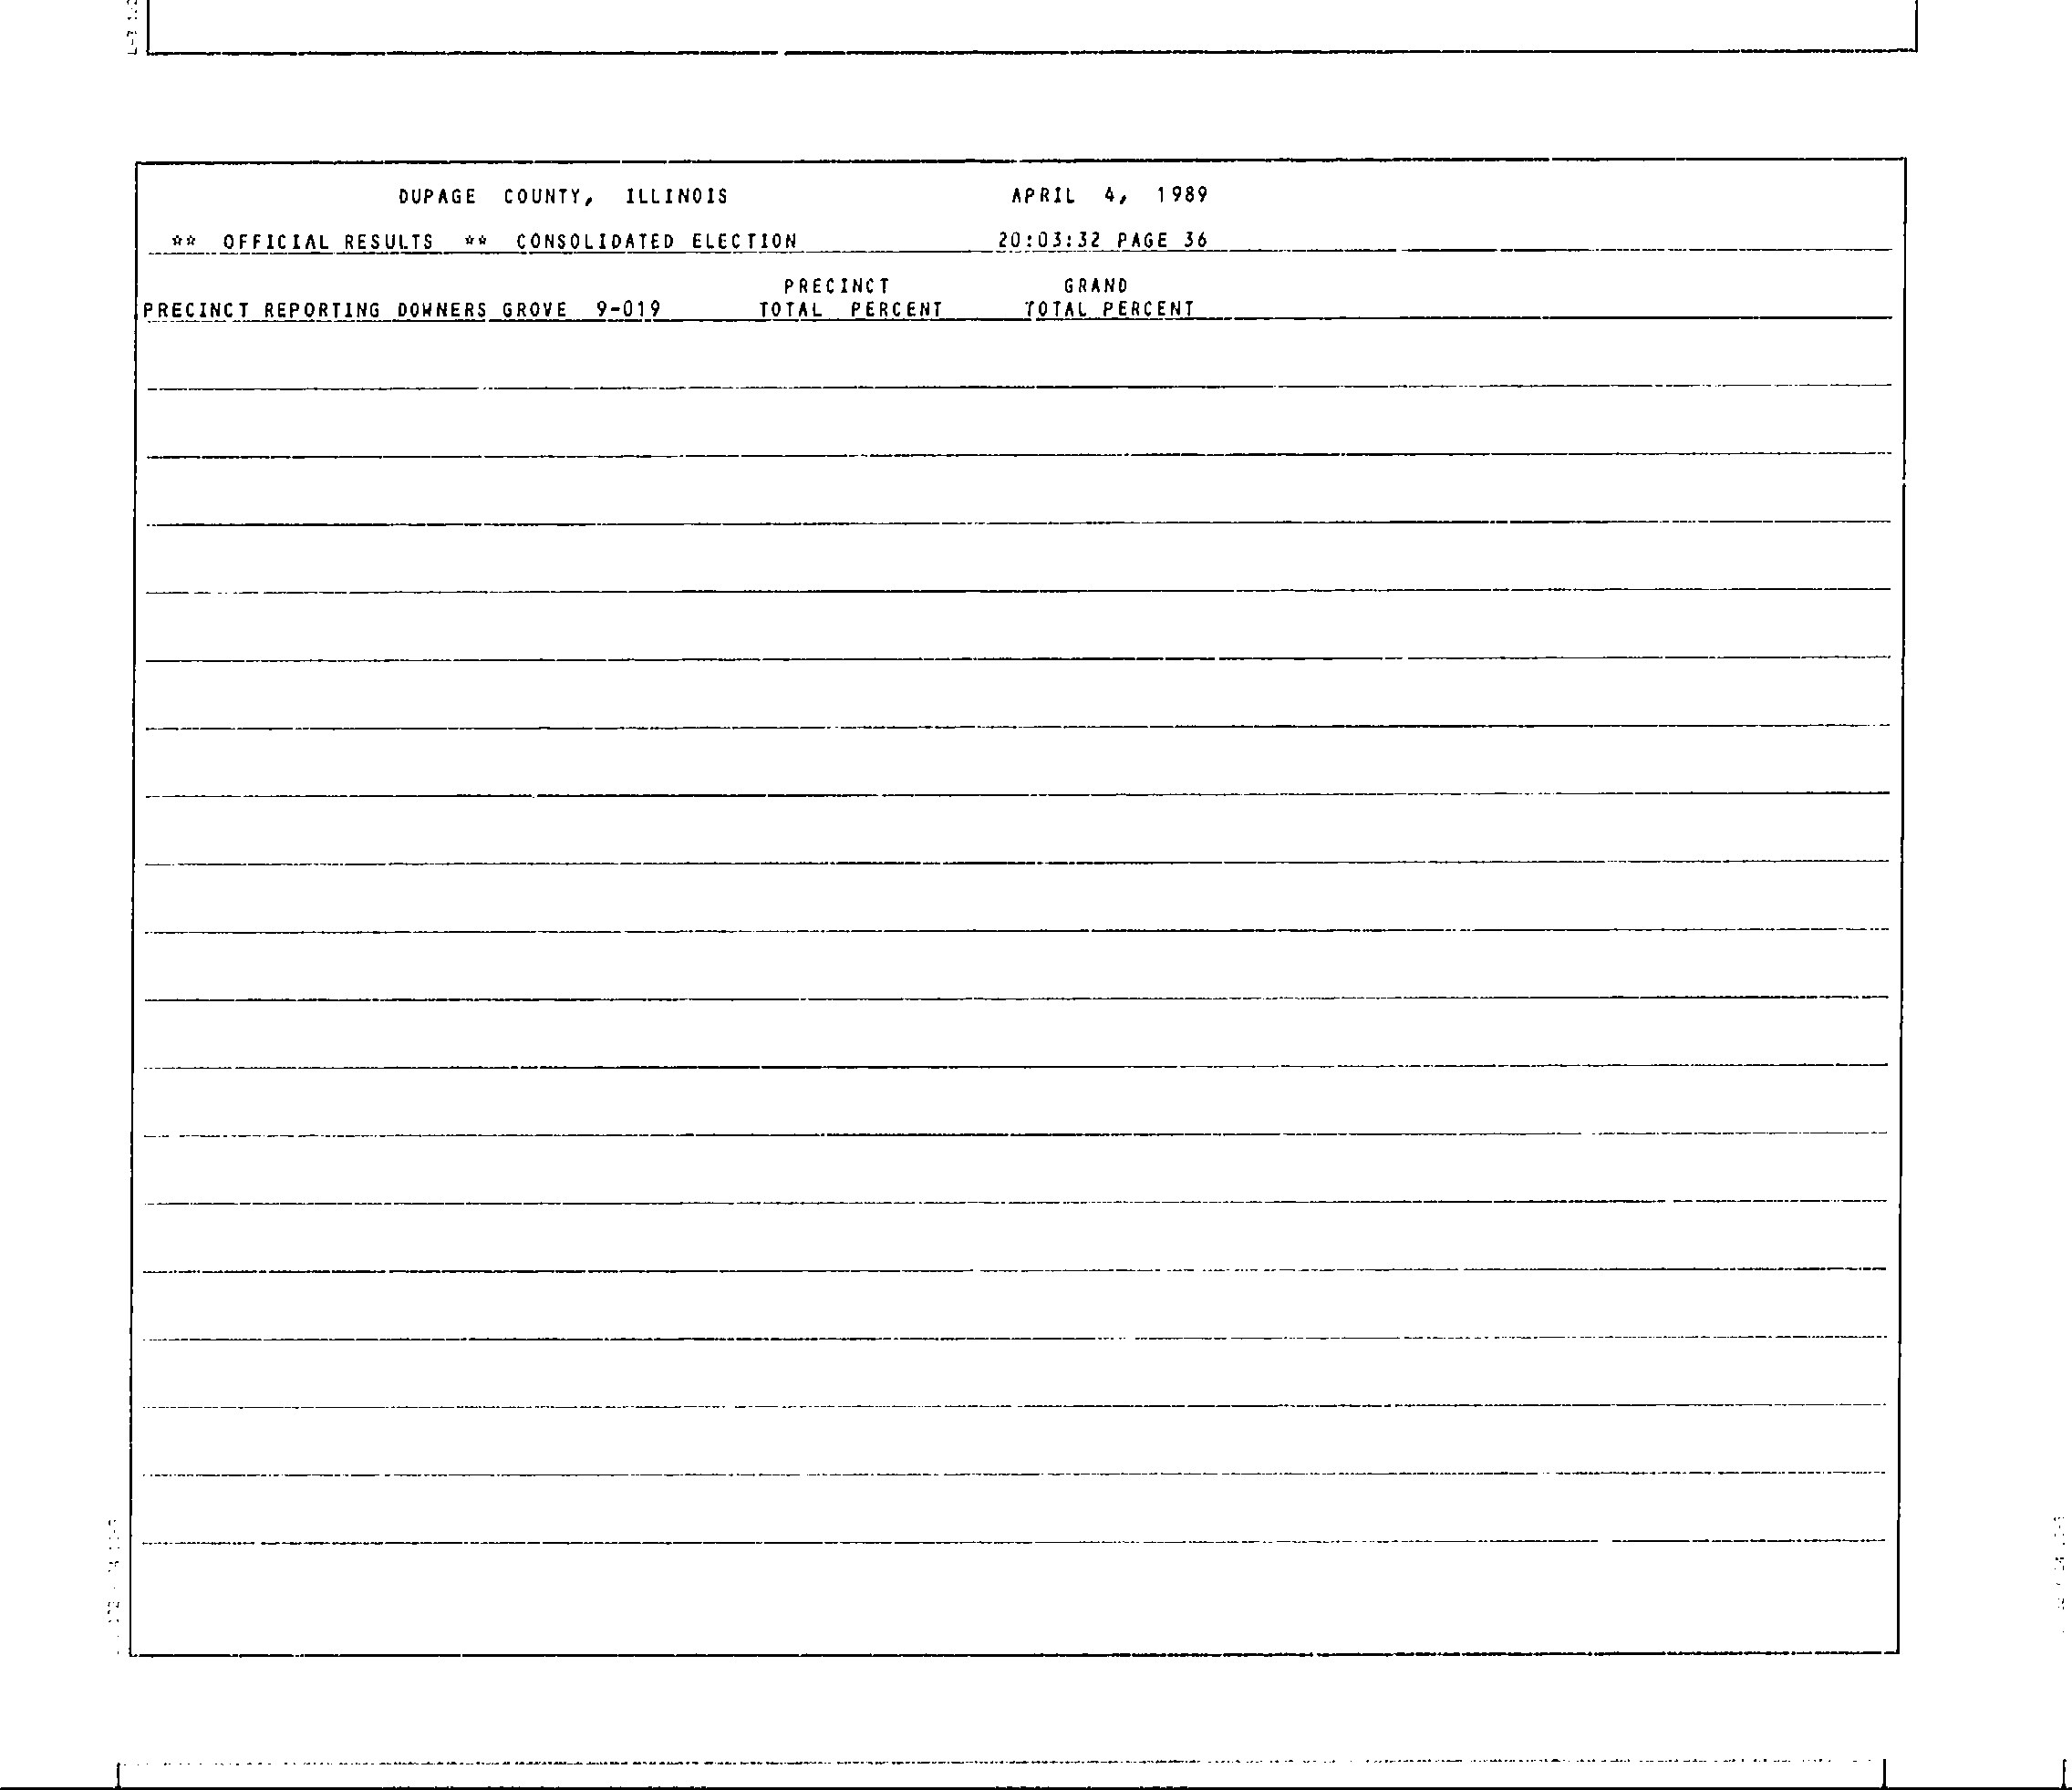 DUPAGE COUNTY, ILLINOIS APRIL 4, 1989
** OFFICIAL RESULTS ** CONSOLIDATED ELECTION 20:03:32 PAGE 36
PRECINCT GRAND
PRECINCT REPORTING DOWNERS GROVE 9-019 TOTAL PERCENT TOTAL PERCENT